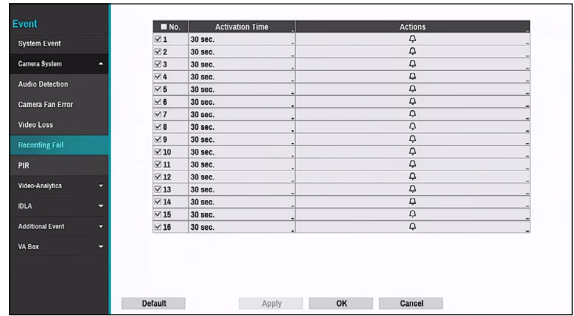 Event
System Event
Camera System
Audio Detection
Camera Fan Error
Video Loss
Recording Fail
PIR
Video-Analytics
IDLA
Additional Event
VA Box
No. Activation Time Actions
1 30 sec.
2 30 sec.
3 30 sec.
4 30 sec.
5 30 sec.
6 30 sec.
7 30 sec.
8 30 sec.
9 30 sec.
10 30 sec.
11 30 sec.
12 30 sec.
13 30 sec.
14 30 sec.
15 30 sec.
16 30 sec.
Default Apply OK Cancel